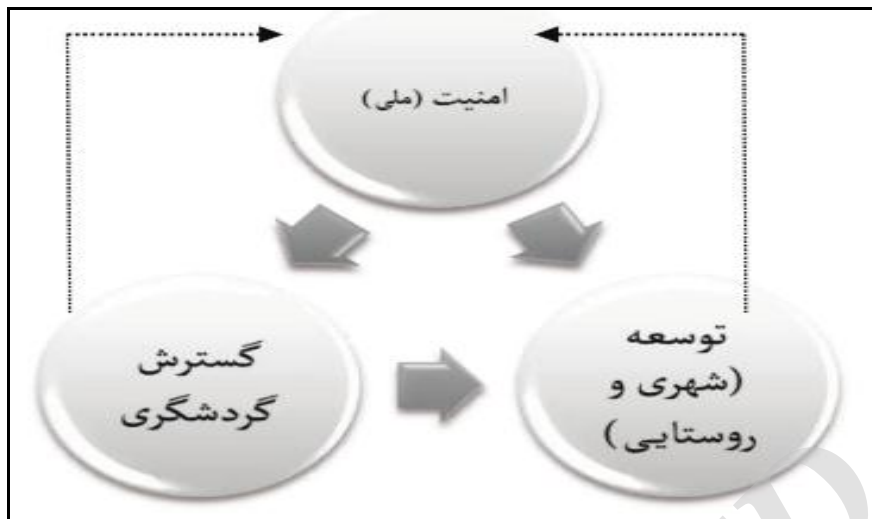 امنیت (ملی)
توسعه
(شهری و
روستایی)
گسترش
گردشگری